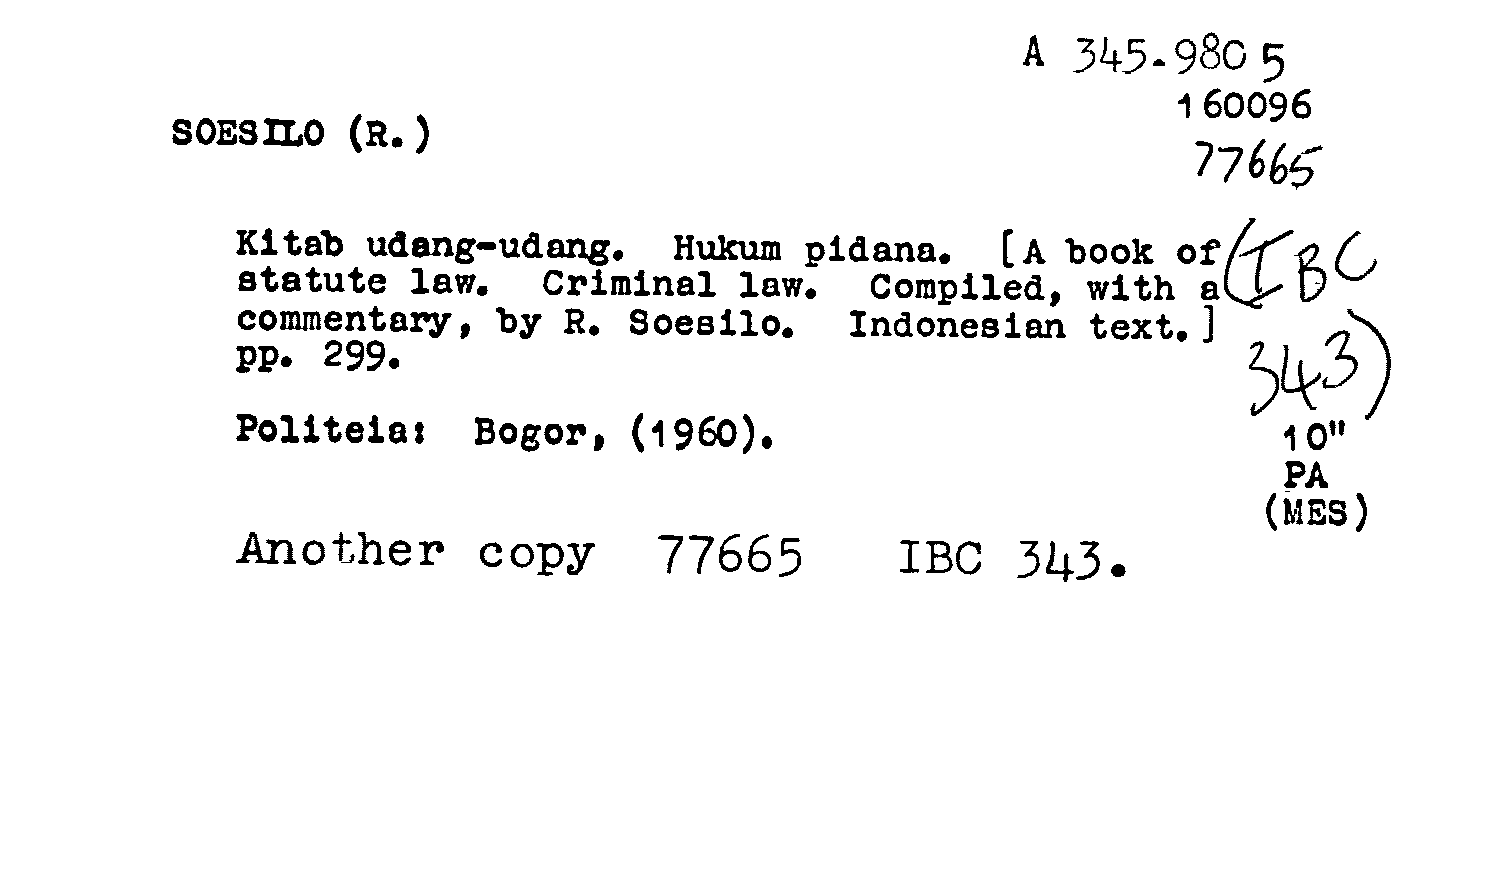 A 345.9805
160096
SOESILO (R.)
77665
Kitab udang-udang. Hukum pidana. [A book of
statute law. Criminal law. Compiled, with a
commentary, by R. Soesilo. Indonesian text.]
pp. 299.
(IBC
343)
Politeia: Bogor, (1960).
10"
PA
(MES)
Another copy 77665 IBC 343.